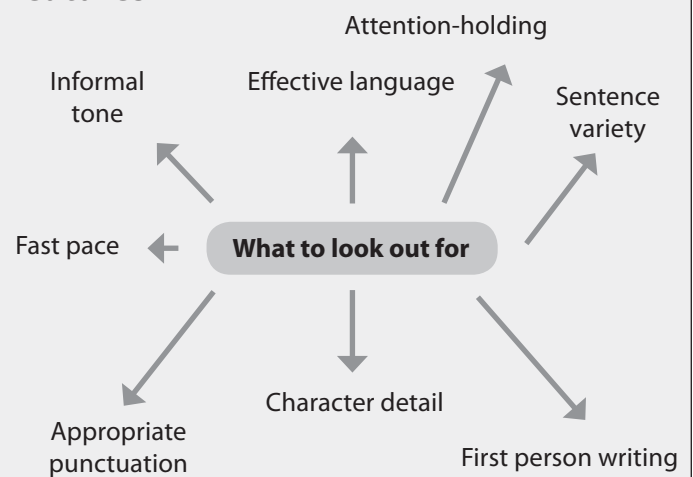 Attention-holding
Informal
tone
Effective language
Sentence
variety
Fast pace
What to look out for
Character detail
Appropriate
punctuation
First person writing